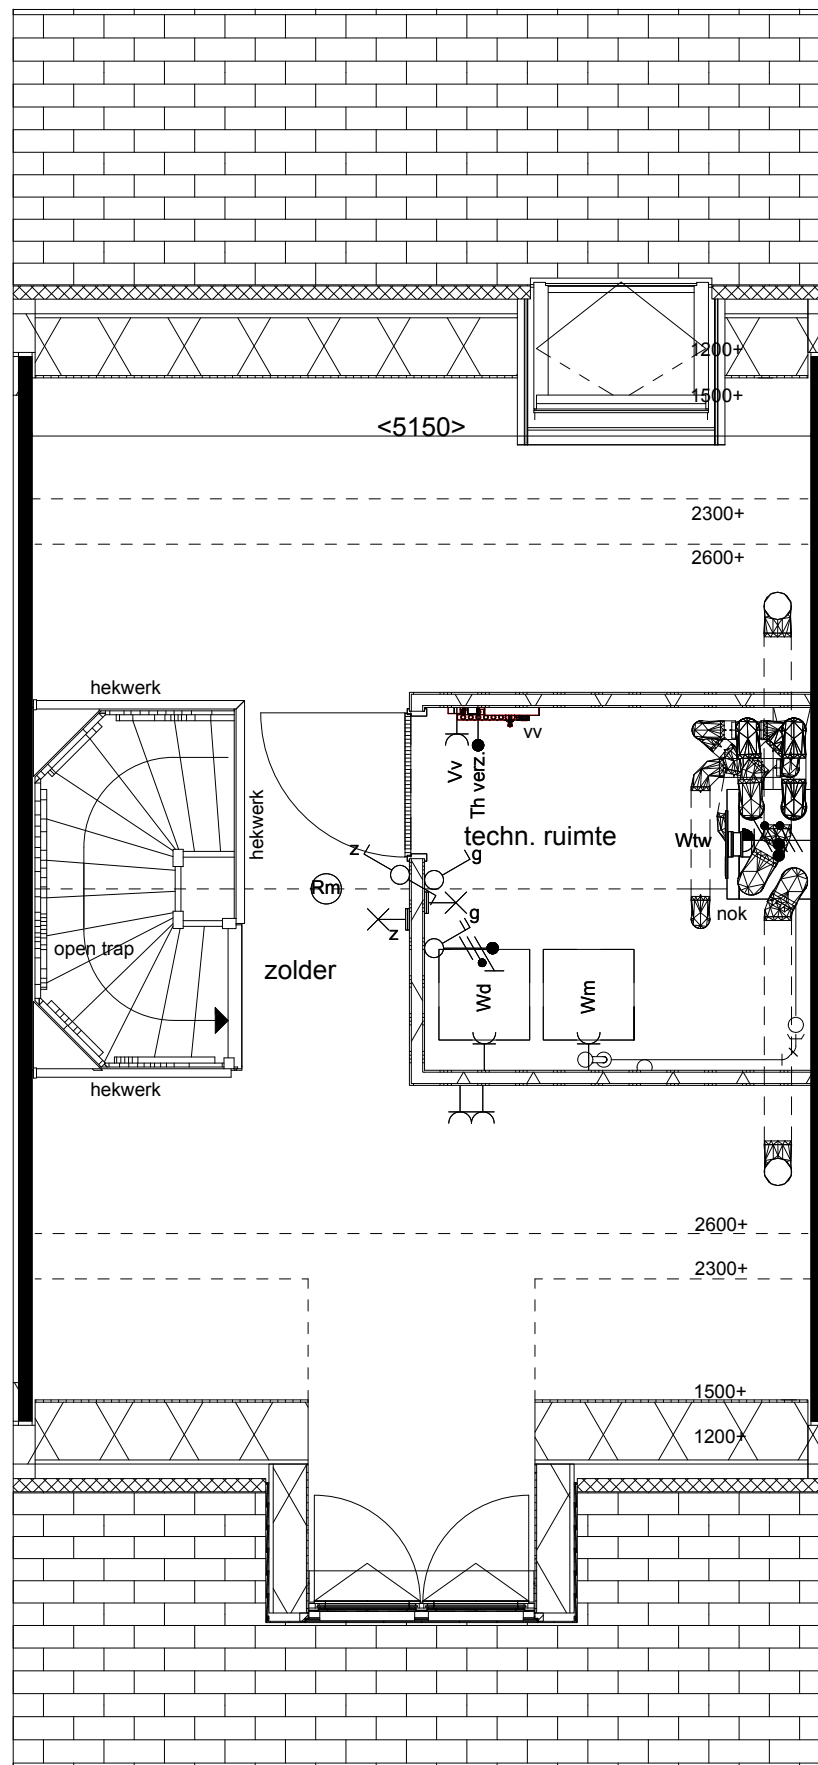 1200+
1500+
<5150>
2300+
2600+
hekwerk
hekwerk
Vv
Th verz.
vv
techn. ruimte
Wtw
z
g
Rm
nok
g
z
open trap
zolder
Wd
Wm
hekwerk
2600+
2300+
1500+
1200+